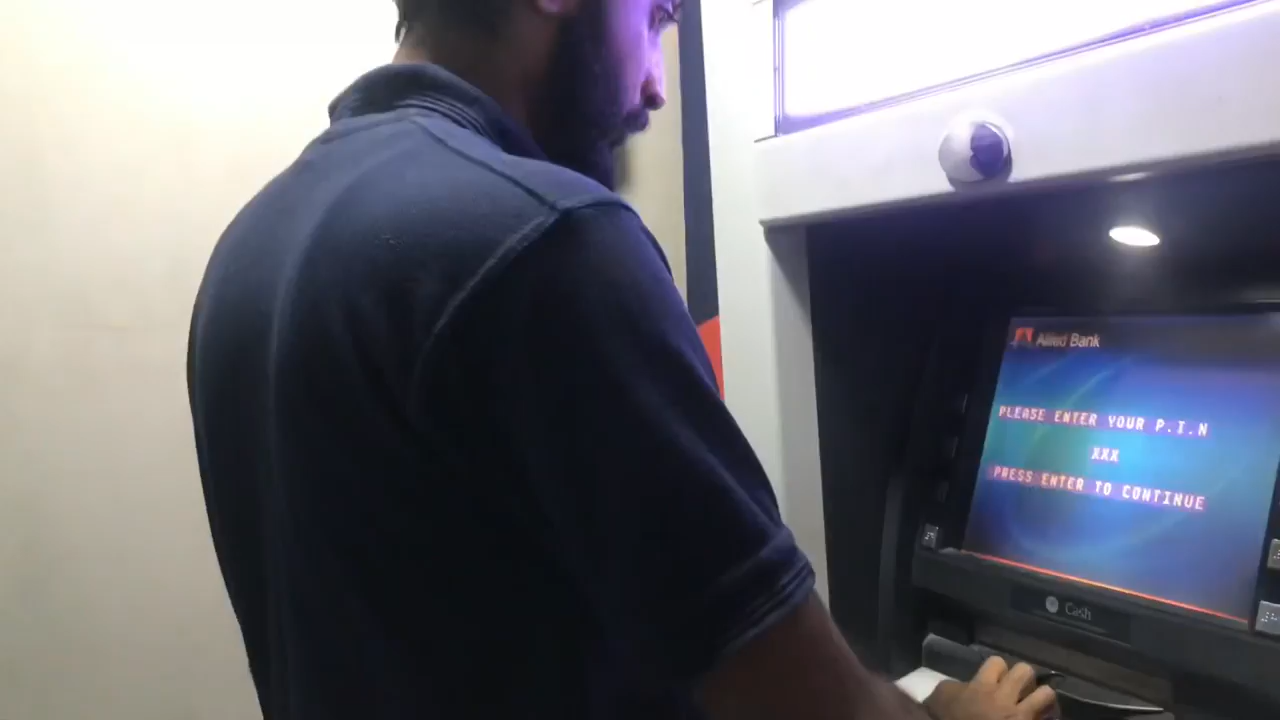 Allied Bank
PLEASE ENTER YOUR P.I.N
XXX
PRESS ENTER TO CONTINUE
Cash